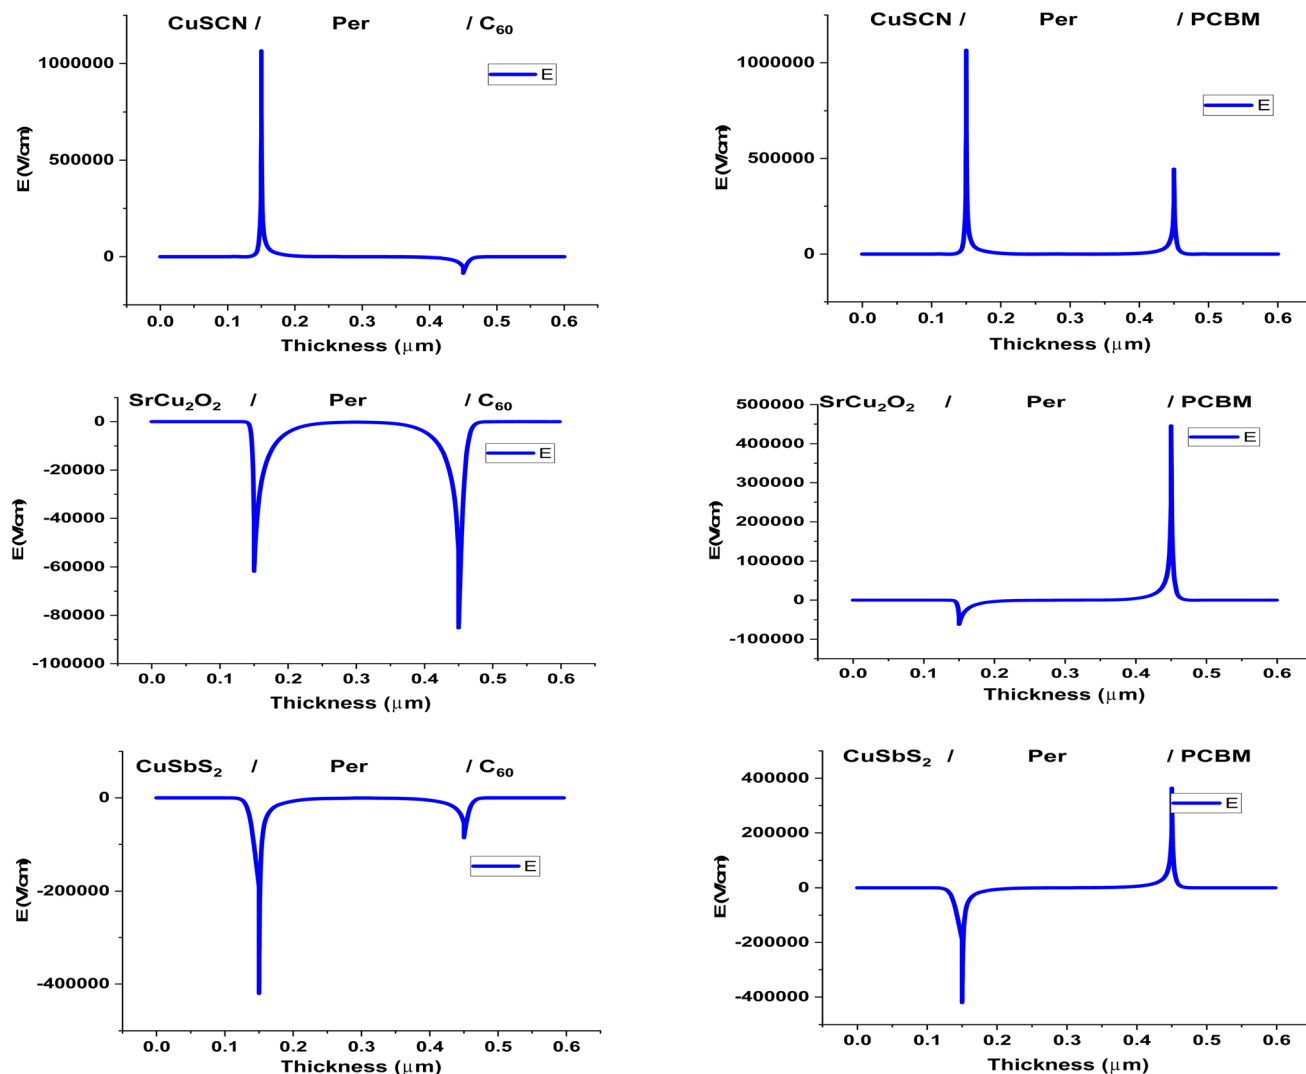 CuSCN / Per / C₆₀
1000000
500000
0
E (V/cm)
E
0.0 0.1 0.2 0.3 0.4 0.5 0.6
Thickness (μm)
CuSCN / Per / PCBM
1000000
500000
0
E (V/cm)
E
0.0 0.1 0.2 0.3 0.4 0.5 0.6
Thickness (μm)
SrCu₂O₂ / Per / C₆₀
0
-20000
-40000
-60000
-80000
-100000
E(V/cm)
E
0.0 0.1 0.2 0.3 0.4 0.5 0.6
Thickness (μm)
SrCu₂O₂ / Per / PCBM
500000
400000
300000
200000
100000
0
-100000
E (V/cm)
E
0.0 0.1 0.2 0.3 0.4 0.5 0.6
Thickness (μm)
CuSbS₂ / Per / C₆₀
0
-200000
-400000
E(V/cm)
E
0.0 0.1 0.2 0.3 0.4 0.5 0.6
Thickness (μm)
CuSbS₂ / Per / PCBM
400000
200000
0
-200000
-400000
E(V/cm)
E
0.0 0.1 0.2 0.3 0.4 0.5 0.6
Thickness (μm)